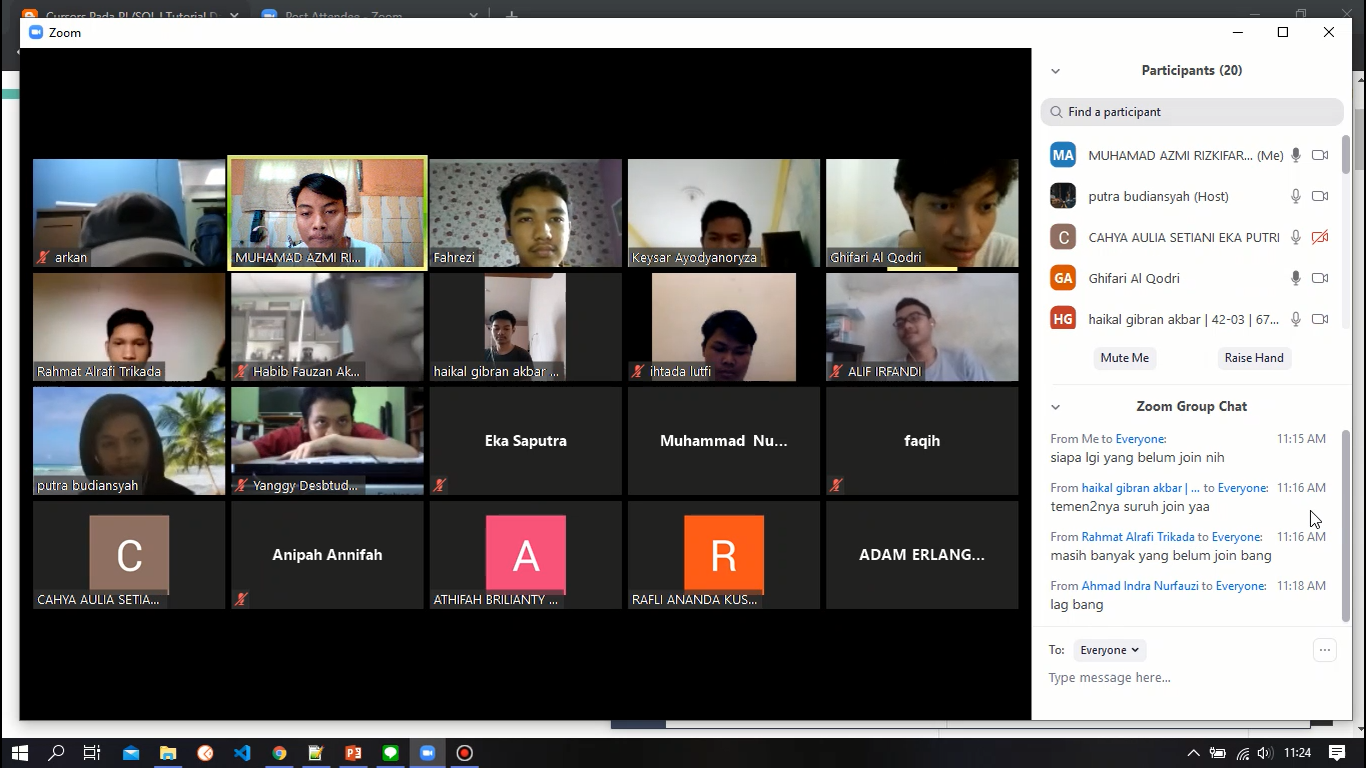 Cursors Pada PL/SQL | Tutorial D
Post Attendee - Zoom
Zoom
arkan
MUHAMAD AZMI RI...
Fahrezi
Keysar Ayodyanoryza
Ghifari Al Qodri
Rahmat Alrafi Trikada
Habib Fauzan Ak...
haikal gibran akbar ...
ihtada lutfi
ALIF IRFANDI
putra budiansyah
Yanggy Desbtud...
Eka Saputra
Muhammad Nu...
faqih
C
CAHYA AULIA SETIA...
Anipah Annifah
A
ATHIFAH BRILIANTY ...
R
RAFLI ANANDA KUS...
ADAM ERLANG...
Participants (20)
Find a participant
MA MUHAMAD AZMI RIZKIFAR... (Me)
putra budiansyah (Host)
C CAHYA AULIA SETIANI EKA PUTRI
GA Ghifari Al Qodri
HG haikal gibran akbar | 42-03 | 67...
Mute Me Raise Hand
Zoom Group Chat
From Me to Everyone: 11:15 AM
siapa lgi yang belum join nih
From haikal gibran akbar | ... to Everyone: 11:16 AM
temen2nya suruh join yaa
From Rahmat Alrafi Trikada to Everyone: 11:16 AM
masih banyak yang belum join bang
From Ahmad Indra Nurfauzi to Everyone: 11:18 AM
lag bang
To: Everyone
Type message here...
11:24